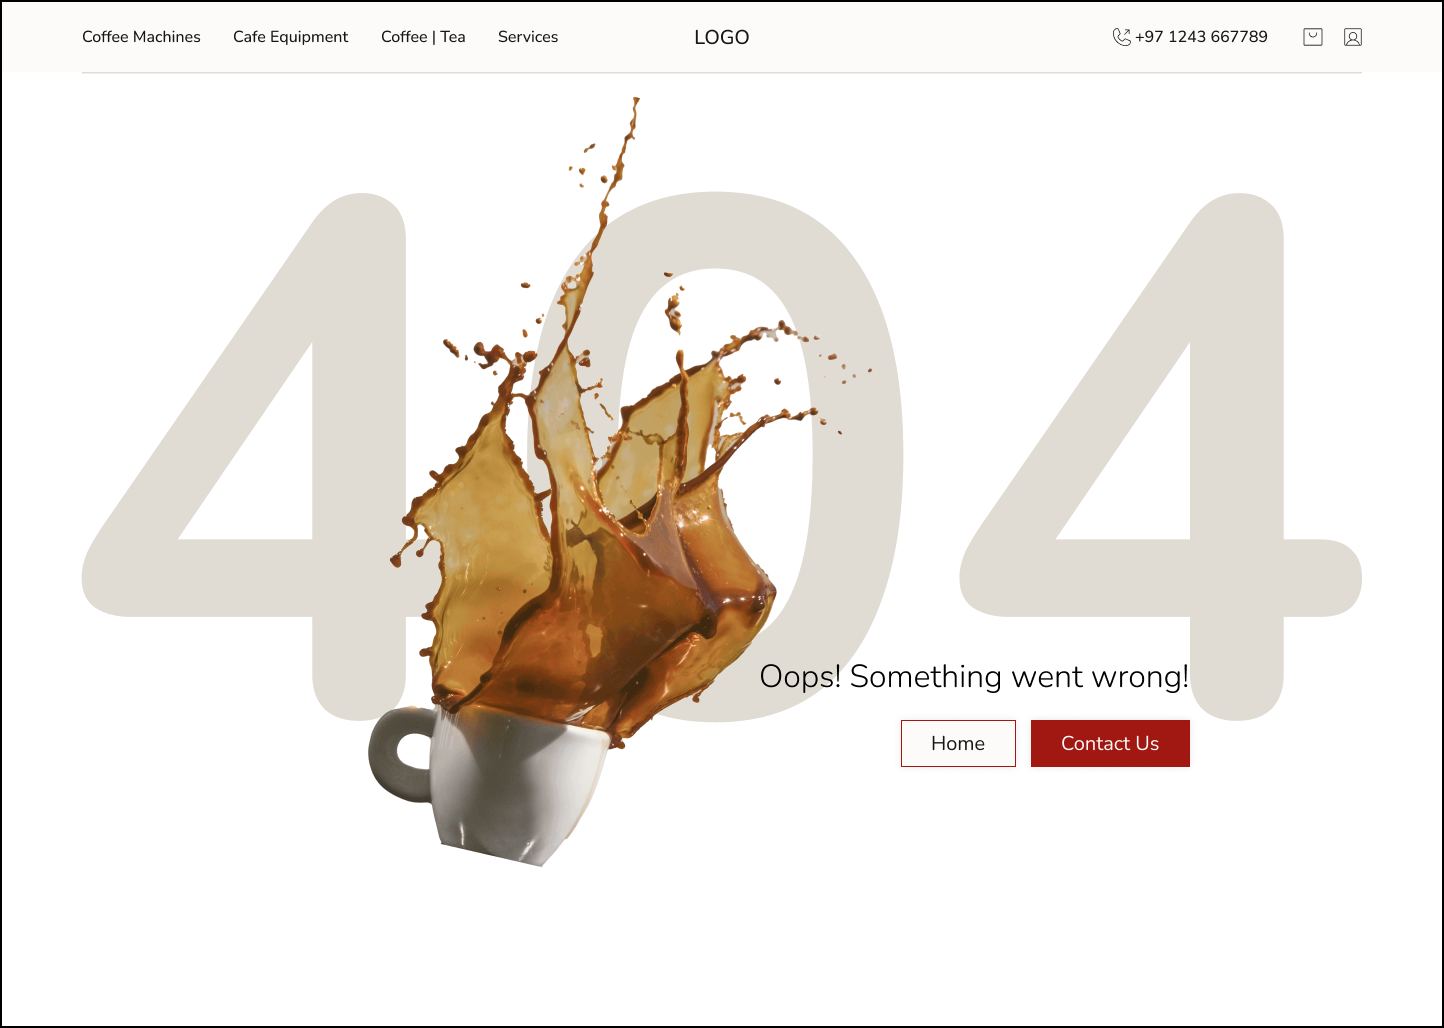 Coffee Machines Cafe Equipment Coffee | Tea Services LOGO +97 1243 667789
404
Oops! Something went wrong!
Home Contact Us